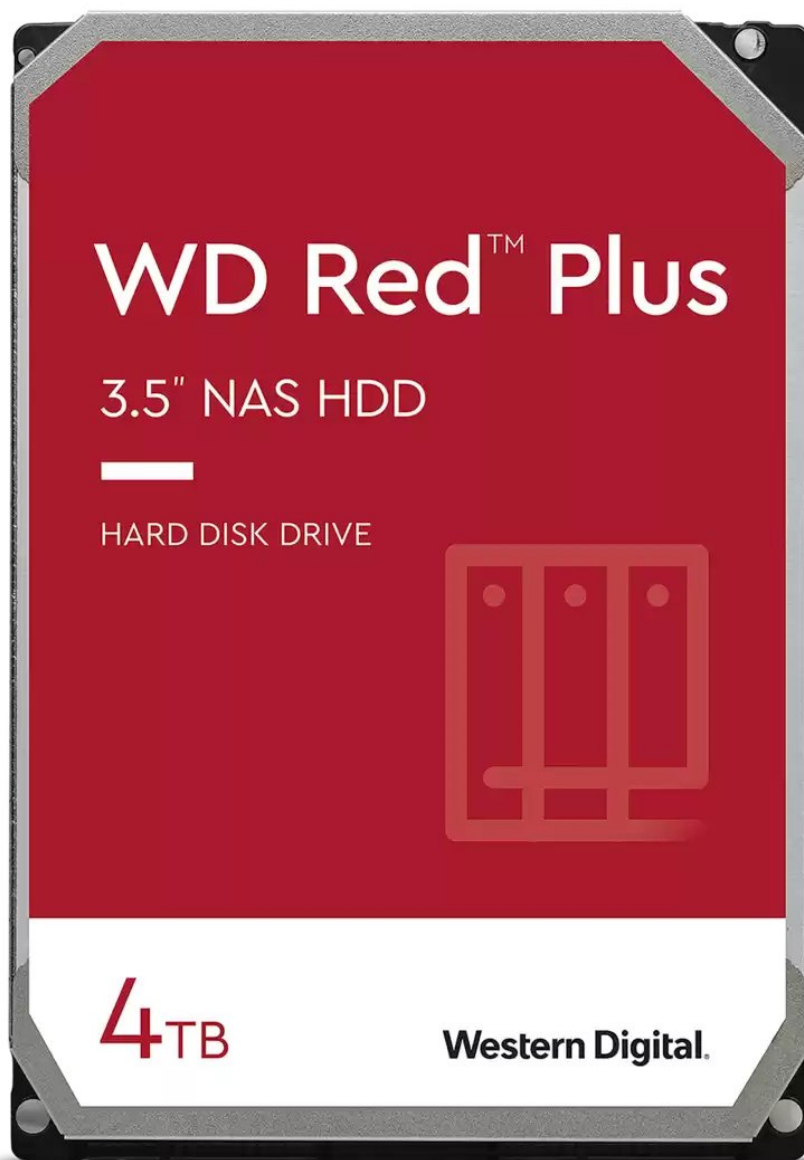 WD Red™ Plus
3.5" NAS HDD
HARD DISK DRIVE
4TB
Western Digital.